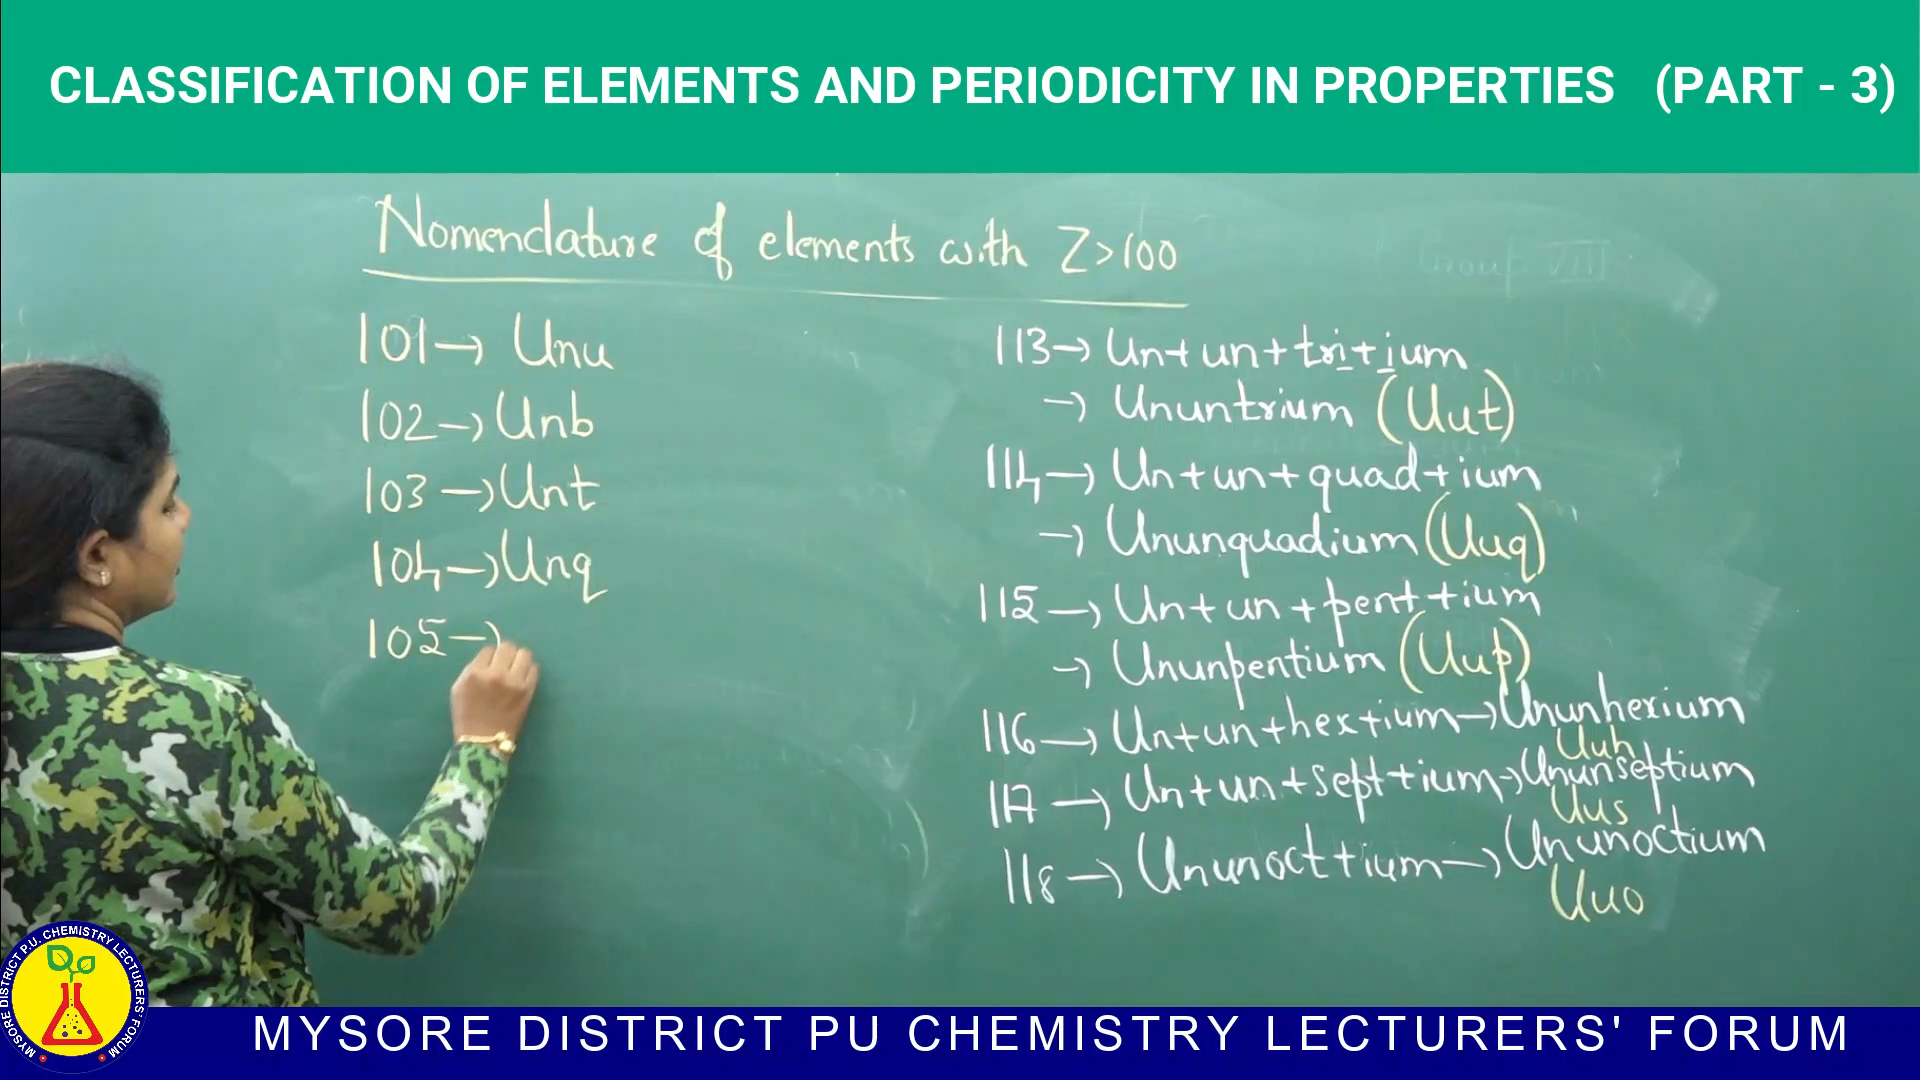 CLASSIFICATION OF ELEMENTS AND PERIODICITY IN PROPERTIES (PART - 3)
Nomenclature of elements with Z>100
101→ Unu
102→ Unb
103→ Unt
104→ Unq
105→
113→ Un+un+tri+ium
→ Ununtrium (Uut)
114→ Un+un+quad+ium
→ Ununquadium (Uuq)
115→ Un+un+pent+ium
→ Ununpentium (Uup)
116→ Un+un+hex+ium→Ununhexium
Uuh
117→ Un+un+sept+ium→Ununseptium
Uus
118→ Ununoct+ium→Ununoctium
Uuo
MYSORE DISTRICT P.U. CHEMISTRY LECTURERS' FORUM
MYSORE DISTRICT PU CHEMISTRY LECTURERS' FORUM